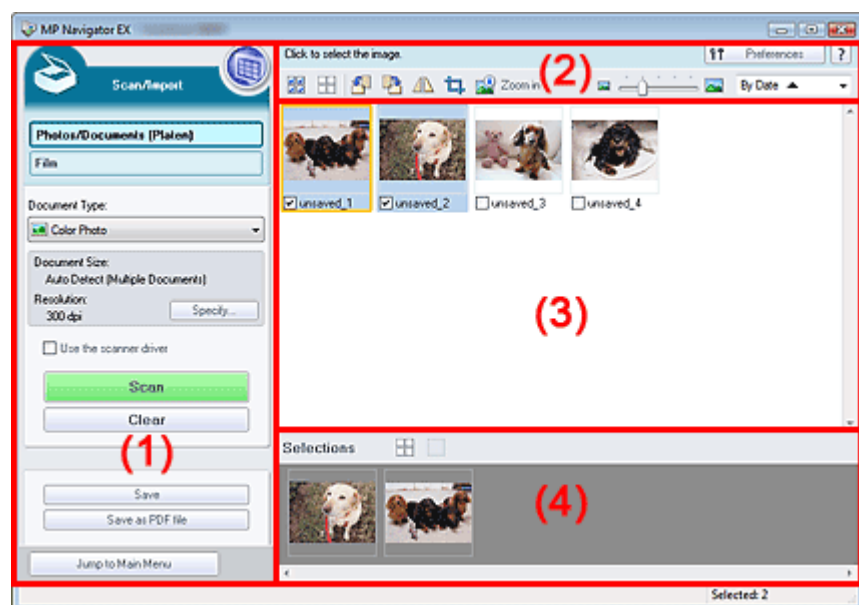 MP Navigator EX
Scan/Import
Photos/Documents (Platen)
Film
Document Type:
Color Photo
Document Size:
Auto Detect (Multiple Documents)
Resolution:
300 dpi
Specify...
Use the scanner driver
Scan
Clear
(1)
Save
Save as PDF file
Jump to Main Menu
Click to select the image.
Preferences
?
Zoom in
(2)
By Date
unsaved_1
unsaved_2
unsaved_3
unsaved_4
(3)
Selections
(4)
Selected: 2